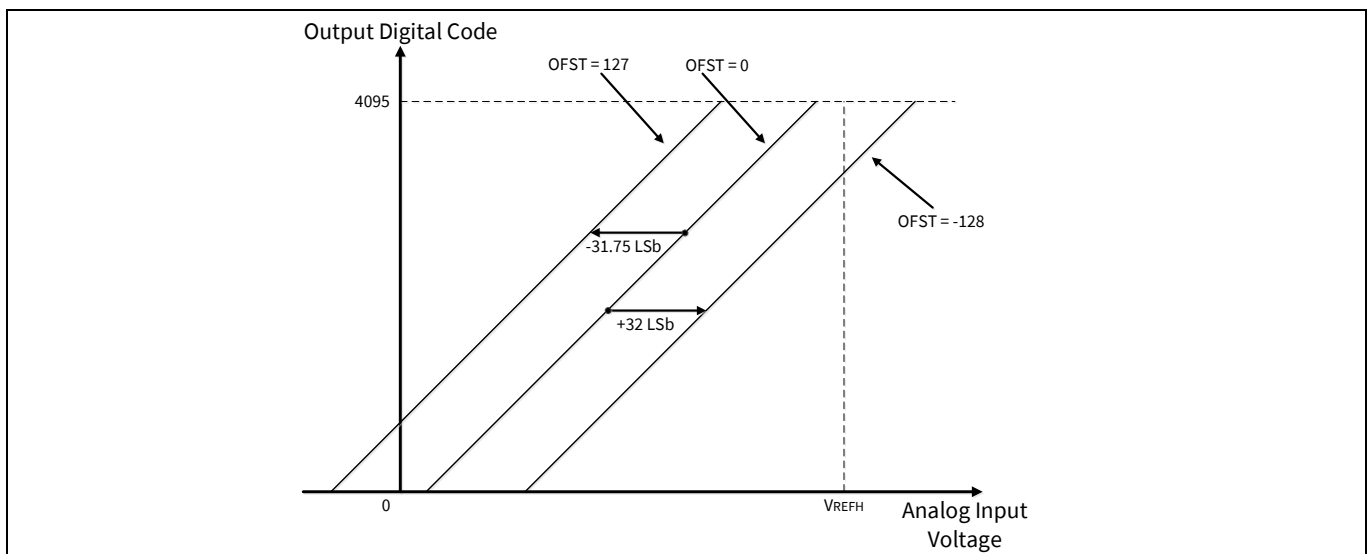 Output Digital Code
OFST = 127
OFST = 0
4095
OFST = -128
-31.75 LSb
+32 LSb
0
VREFH
Analog Input
Voltage